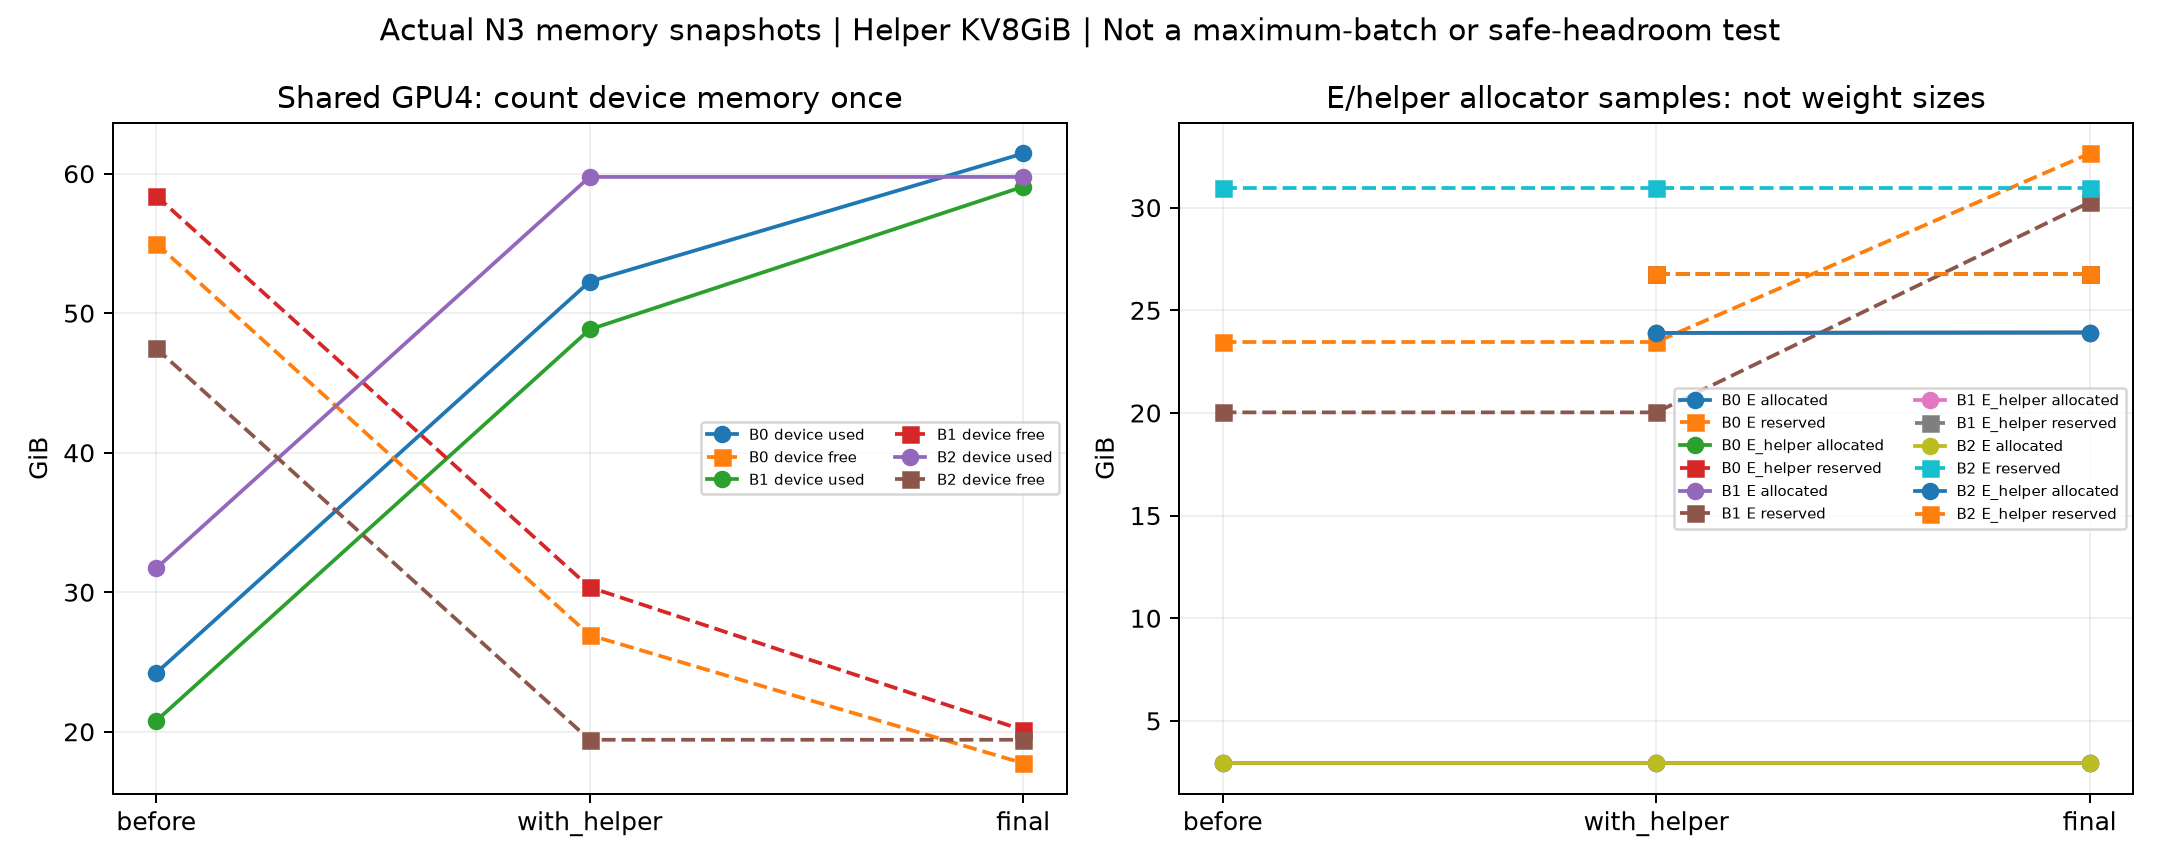 Actual N3 memory snapshots | Helper KV8GiB | Not a maximum-batch or safe-headroom test
Shared GPU4: count device memory once
GiB
60
50
40
30
20
before
with_helper
final
B0 device used
B0 device free
B1 device used
B1 device free
B2 device used
B2 device free
E/helper allocator samples: not weight sizes
GiB
30
25
20
15
10
5
before
with_helper
final
B0 E allocated
B0 E reserved
B0 E_helper allocated
B0 E_helper reserved
B1 E allocated
B1 E reserved
B1 E_helper allocated
B1 E_helper reserved
B2 E allocated
B2 E reserved
B2 E_helper allocated
B2 E_helper reserved